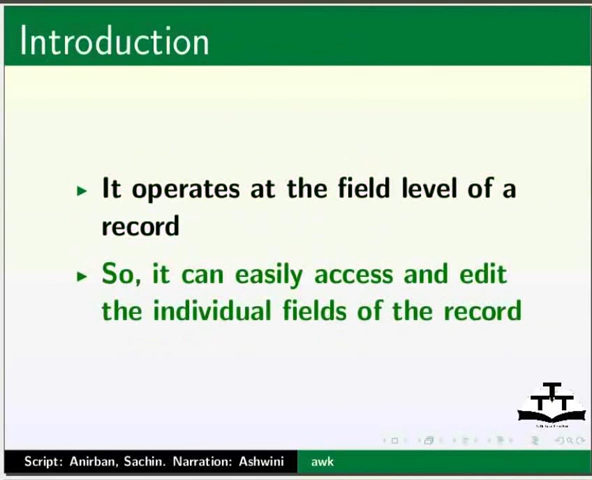 Introduction
It operates at the field level of a
record
So, it can easily access and edit
the individual fields of the record
TTT
Script: Anirban, Sachin. Narration: Ashwini
awk